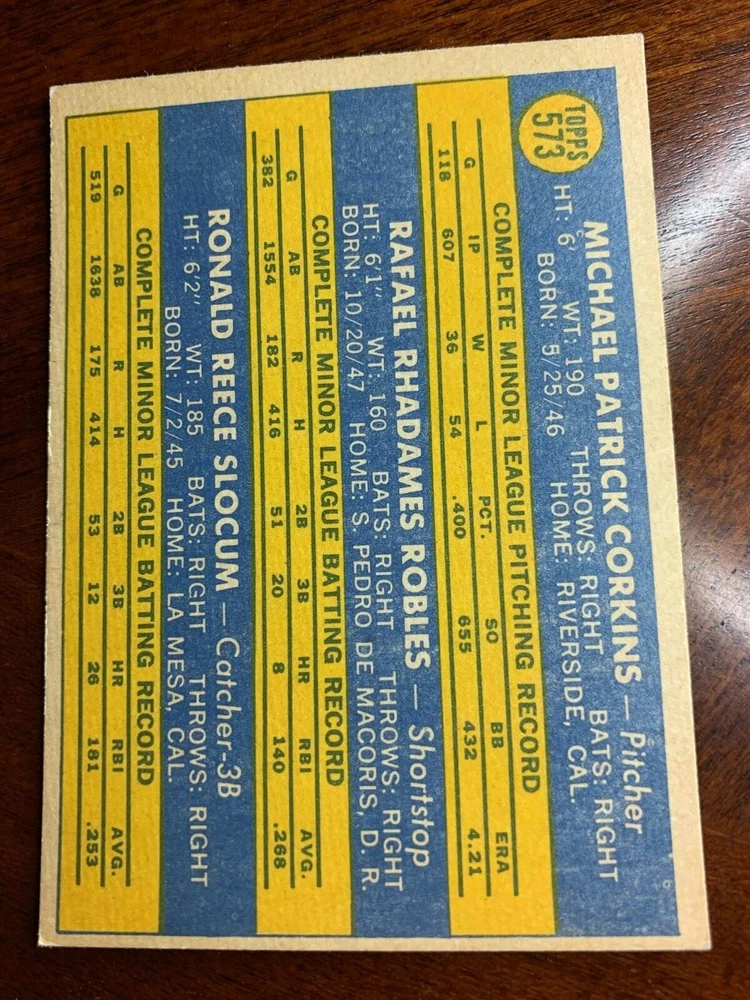 TOPPS
573
MICHAEL PATRICK CORKINS — Pitcher
HT: 6' WT: 190 THROWS: RIGHT BATS: RIGHT
BORN: 5/25/46 HOME: RIVERSIDE, CAL.
COMPLETE MINOR LEAGUE PITCHING RECORD
G IP W L PCT. SO BB ERA
118 607 36 54 .400 655 432 4.21
RAFAEL RHADAMES ROBLES — Shortstop
HT: 6'1" WT: 160 BATS: RIGHT THROWS: RIGHT
BORN: 10/20/47 HOME: S. PEDRO DE MACORIS, D. R.
COMPLETE MINOR LEAGUE BATTING RECORD
G AB R H 2B 3B HR RBI AVG.
382 1554 182 416 51 20 8 140 .268
RONALD REECE SLOCUM — Catcher-3B
HT: 6'2" WT: 185 BATS: RIGHT THROWS: RIGHT
BORN: 7/2/45 HOME: LA MESA, CAL.
COMPLETE MINOR LEAGUE BATTING RECORD
G AB R H 2B 3B HR RBI AVG.
519 1638 175 414 53 12 26 181 .253